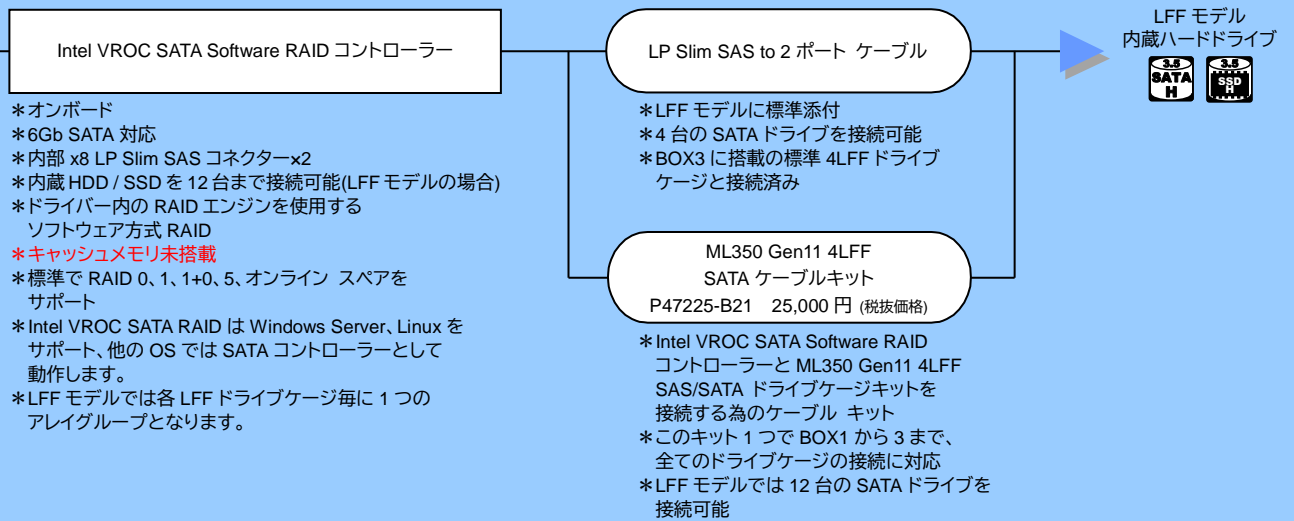 Intel VROC SATA Software RAID コントローラー
＊オンボード
＊6Gb SATA 対応
＊内部 x8 LP Slim SAS コネクター×2
＊内蔵 HDD / SSD を 12 台まで接続可能(LFF モデルの場合)
＊ドライバー内の RAID エンジンを使用する
ソフトウェア方式 RAID
＊キャッシュメモリ未搭載
＊標準で RAID 0、1、1+0、5、オンライン スペアを
サポート
＊Intel VROC SATA RAID は Windows Server、Linux を
サポート、他の OS では SATA コントローラーとして
動作します。
＊LFF モデルでは各 LFF ドライブケージ毎に 1 つの
アレイグループとなります。
LP Slim SAS to 2 ポート ケーブル
＊LFF モデルに標準添付
＊4 台の SATA ドライブを接続可能
＊BOX3 に搭載の標準 4LFF ドライブ
ケージと接続済み
ML350 Gen11 4LFF
SATA ケーブルキット
P47225-B21 25,000 円 (税抜価格)
＊Intel VROC SATA Software RAID
コントローラーと ML350 Gen11 4LFF
SAS/SATA ドライブケージキットを
接続する為のケーブル キット
＊このキット 1 つで BOX1 から 3 まで、
全てのドライブケージの接続に対応
＊LFF モデルでは 12 台の SATA ドライブを
接続可能
LFF モデル
内蔵ハードドライブ
3.5 SATA H
3.5 SSD H